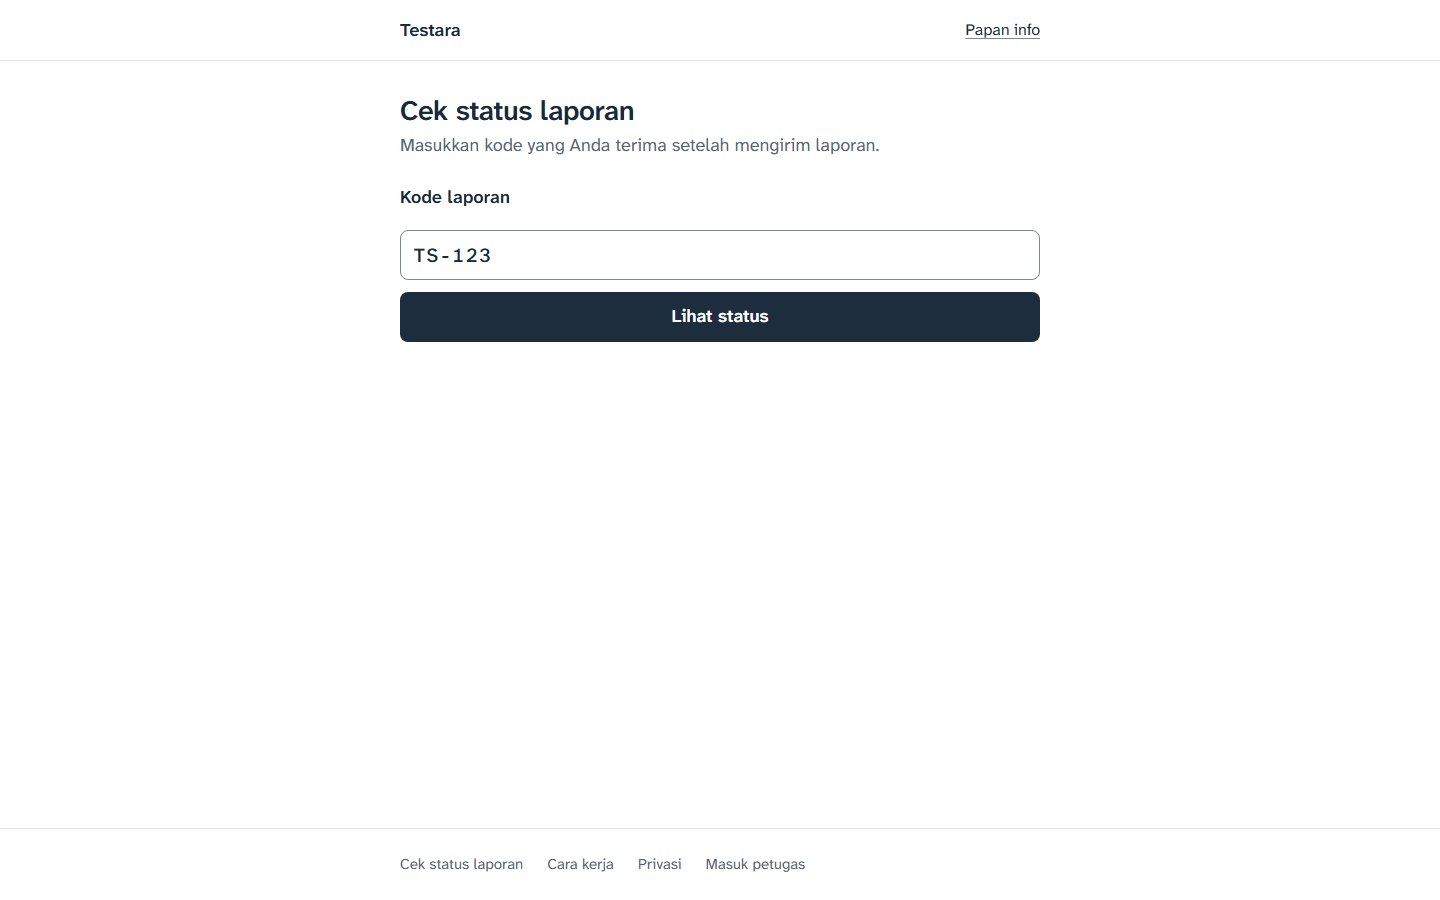 Testara
Papan info
Cek status laporan
Masukkan kode yang Anda terima setelah mengirim laporan.
Kode laporan
TS-123
Lihat status
Cek status laporan
Cara kerja
Privasi
Masuk petugas